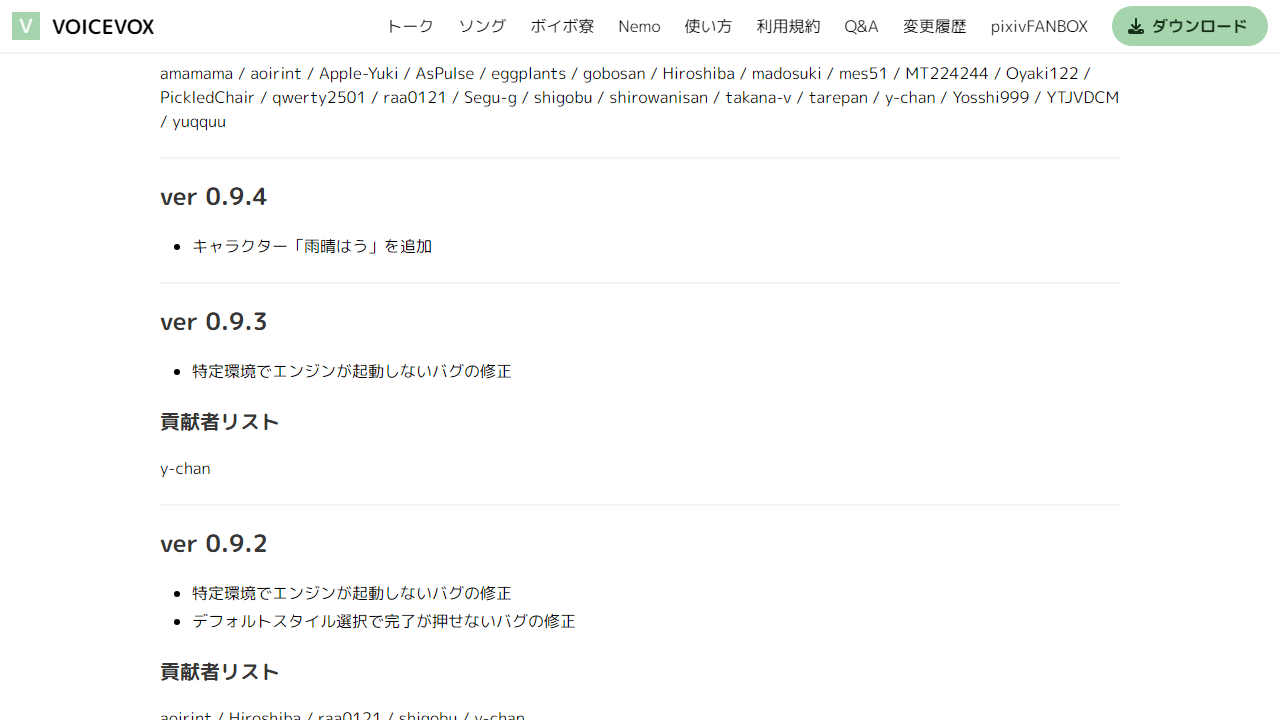 VOICEVOX トーク ソング ボイボ寮 Nemo 使い方 利用規約 Q&A 変更履歴 pixivFANBOX ダウンロード
amamama / aoirint / Apple-Yuki / AsPulse / eggplants / gobosan / Hiroshiba / madosuki / mes51 / MT224244 / Oyaki122 /
PickledChair / qwerty2501 / raa0121 / Segu-g / shigobu / shirowanisan / takana-v / tarepan / y-chan / Yosshi999 / YTJVDCM
/ yuqquu
ver 0.9.4
キャラクター「雨晴はう」を追加
ver 0.9.3
特定環境でエンジンが起動しないバグの修正
貢献者リスト
y-chan
ver 0.9.2
特定環境でエンジンが起動しないバグの修正
デフォルトスタイル選択で完了が押せないバグの修正
貢献者リスト
aoirint / Hiroshiba / raa0121 / shigobu / y-chan